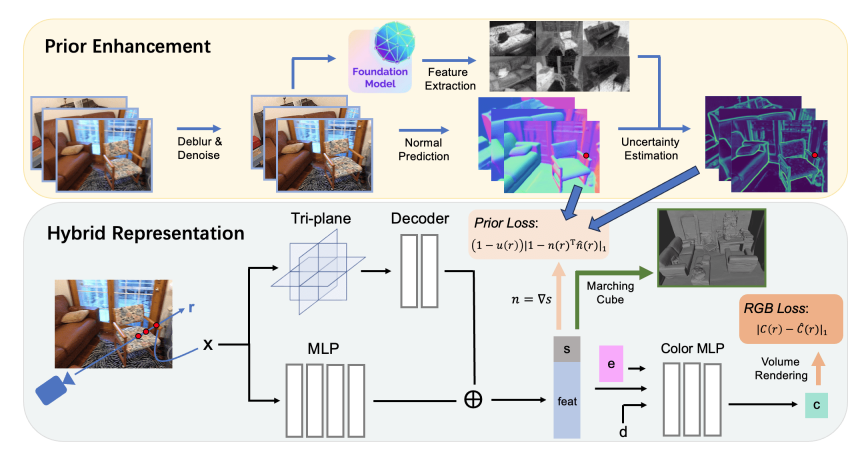 Prior Enhancement
Foundation
Model
Feature
Extraction
Deblur &
Denoise
Normal
Prediction
Uncertainty
Estimation
Hybrid Representation
Tri-plane
Decoder
Prior Loss:
(1 − u(r))|1 − n(r)ᵀn̂(r)|₁
n = ∇s
Marching
Cube
RGB Loss:
|C(r) − Ĉ(r)|₁
Volume
Rendering
r
x
MLP
s
feat
e
d
Color MLP
c